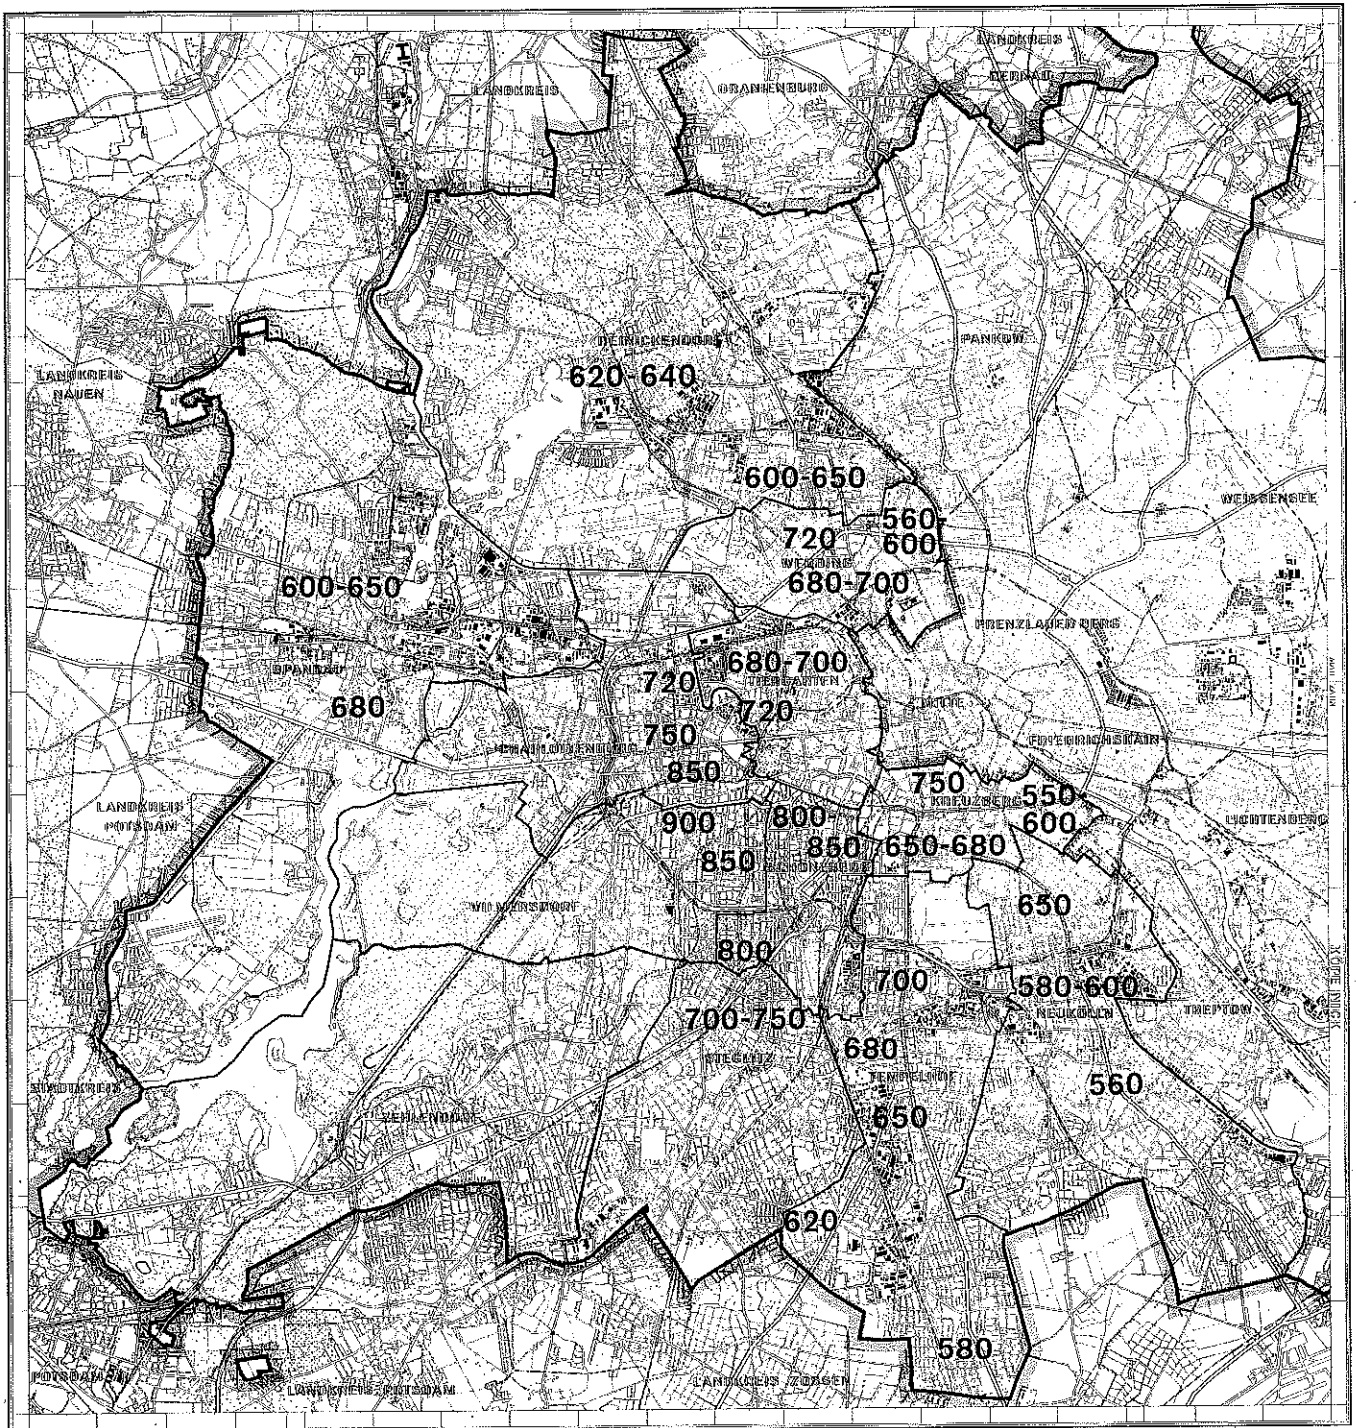 LANDKREIS
BERNAU
LANDKREIS
ORANIENBURG
REINICKENDORF
PANKOW
LANDKREIS
NAUEN
620-640
600-650
WEISSENSEE
560-
600
720
WEDDING
680-700
600-650
PRENZLAUER BERG
SPANDAU
680-700
TIERGARTEN
720
680
720
MITTE
750
CHARLOTTENBURG
FRIEDRICHSHAIN
850
750
KREUZBERG
550-
600
LANDKREIS
POTSDAM
900
800-
850
LICHTENBERG
650-680
850
SCHÖNEBERG
WILMERSDORF
650
800
700
580-600
NEUKÖLLN
TREPTOW
KÖPENICK
700-750
STEGLITZ
680
TEMPELHOF
560
STADTKREIS
ZEHLENDORF
650
620
580
POTSDAM
LANDKREIS POTSDAM
LANDKREIS ZOSSEN